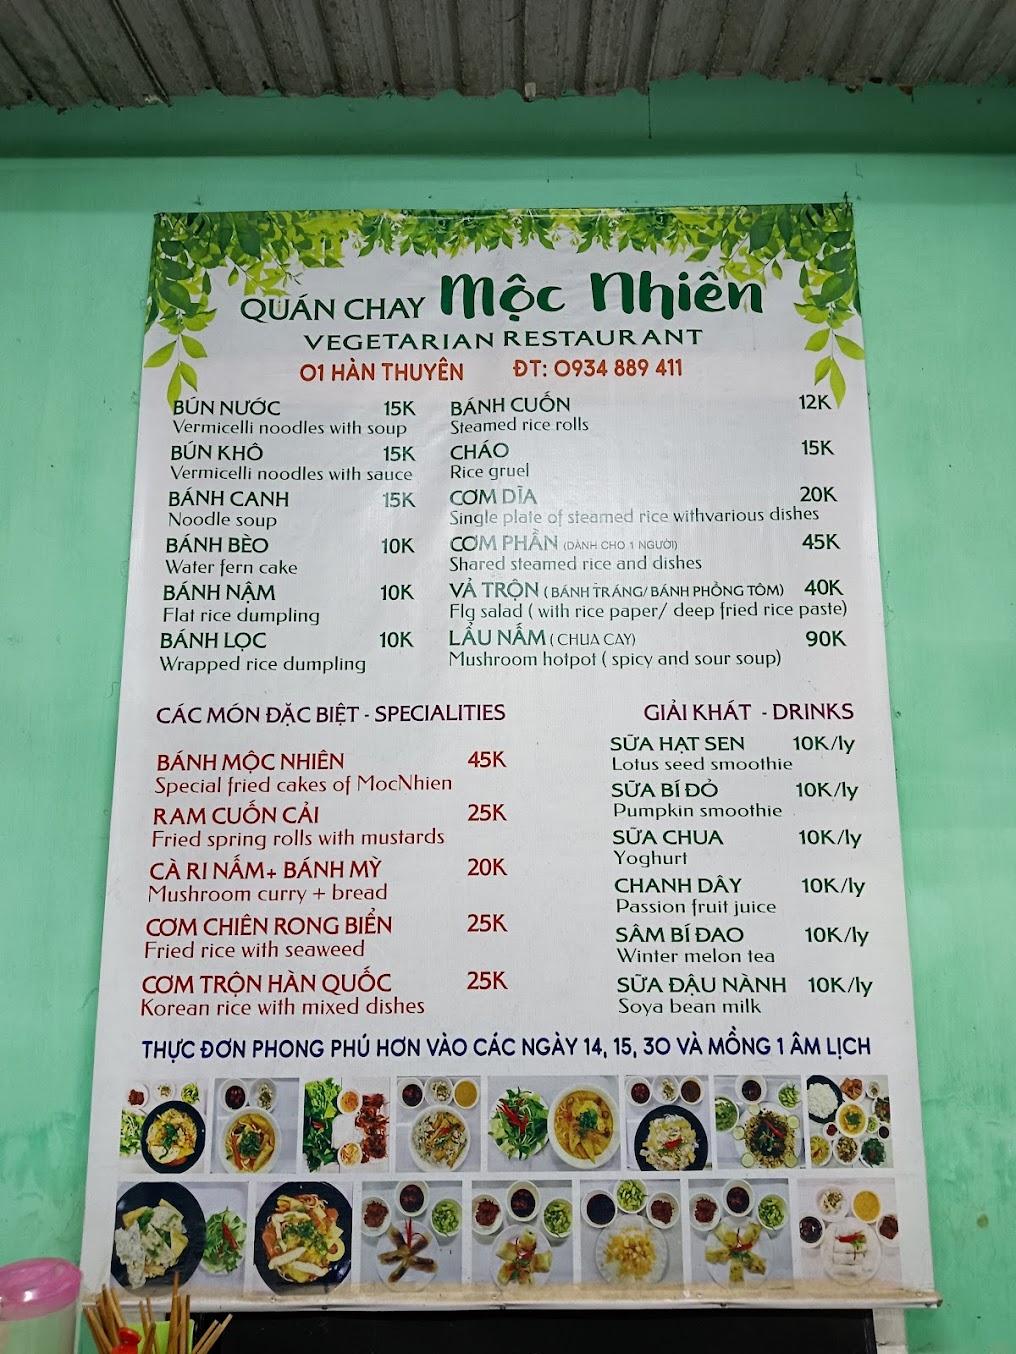 QUÁN CHAY Mộc Nhiên
VEGETARIAN RESTAURANT
01 HÀN THUYÊN ĐT: 0934 889 411
BÚN NƯỚC 15K
Vermicelli noodles with soup
BÚN KHÔ 15K
Vermicelli noodles with sauce
BÁNH CANH 15K
Noodle soup
BÁNH BÈO 10K
Water fern cake
BÁNH NẬM 10K
Flat rice dumpling
BÁNH LỌC 10K
Wrapped rice dumpling
BÁNH CUỐN 12K
Steamed rice rolls
CHÁO 15K
Rice gruel
CƠM DĨA 20K
Single plate of steamed rice withvarious dishes
CƠM PHẦN (DÀNH CHO 1 NGƯỜI) 45K
Shared steamed rice and dishes
VẢ TRỘN ( BÁNH TRÁNG/ BÁNH PHỒNG TÔM) 40K
FIg salad ( with rice paper/ deep fried rice paste)
LẨU NẤM ( CHUA CAY) 90K
Mushroom hotpot ( spicy and sour soup)
CÁC MÓN ĐẶC BIỆT - SPECIALITIES
BÁNH MỘC NHIÊN 45K
Special fried cakes of MocNhien
RAM CUỐN CẢI 25K
Fried spring rolls with mustards
CÀ RI NẤM+ BÁNH MỲ 20K
Mushroom curry + bread
CƠM CHIÊN RONG BIỂN 25K
Fried rice with seaweed
CƠM TRỘN HÀN QUỐC 25K
Korean rice with mixed dishes
GIẢI KHÁT - DRINKS
SỮA HẠT SEN 10K/ly
Lotus seed smoothie
SỮA BÍ ĐỎ 10K/ly
Pumpkin smoothie
SỮA CHUA 10K/ly
Yoghurt
CHANH DÂY 10K/ly
Passion fruit juice
SÂM BÍ ĐAO 10K/ly
Winter melon tea
SỮA ĐẬU NÀNH 10K/ly
Soya bean milk
THỰC ĐƠN PHONG PHÚ HƠN VÀO CÁC NGÀY 14, 15, 30 VÀ MỒNG 1 ÂM LỊCH